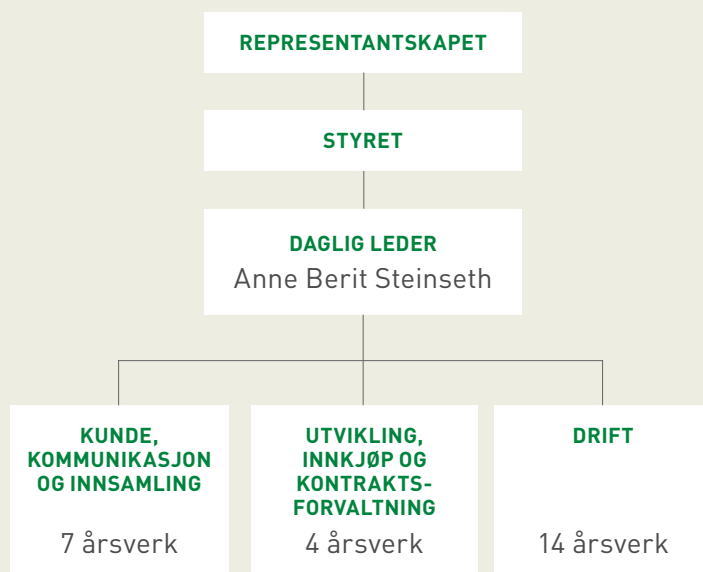 REPRESENTANTSKAPET
STYRET
DAGLIG LEDER
Anne Berit Steinseth
KUNDE,
KOMMUNIKASJON
OG INNSAMLING
7 årsverk
UTVIKLING,
INNKJØP OG
KONTRAKTS-
FORVALTNING
4 årsverk
DRIFT
14 årsverk